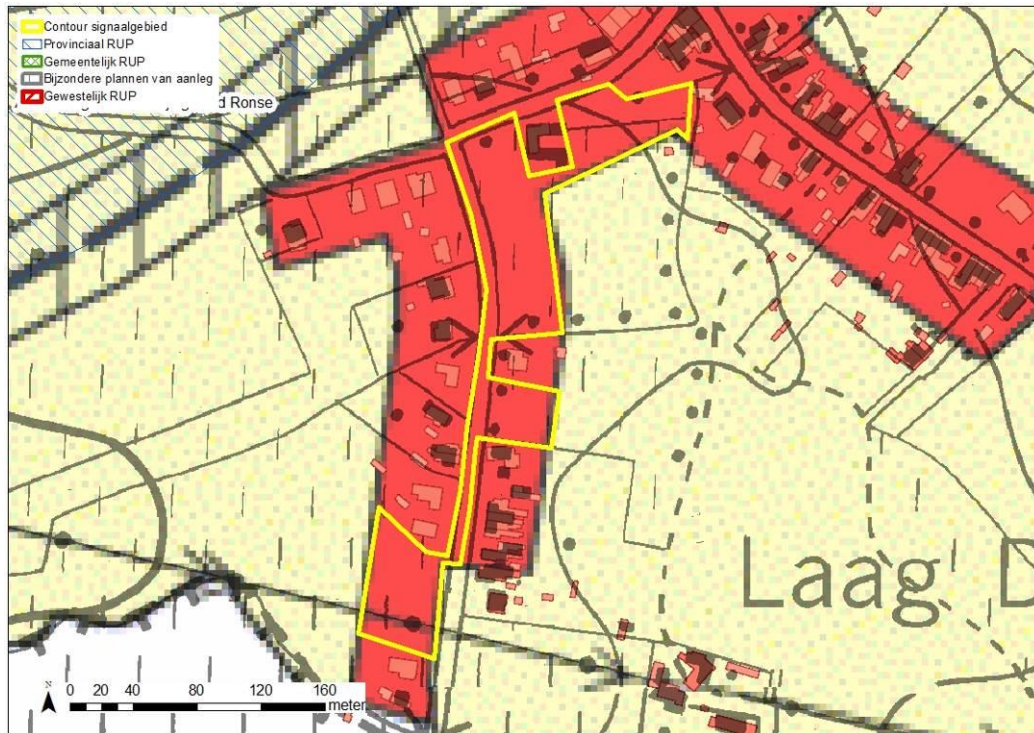 Contour signaalgebied
Provinciaal RUP
Gemeentelijk RUP
Bijzondere plannen van aanleg
Gewestelijk RUP
d Ronse
Laag D
N
0 20 40 80 120 160
meter